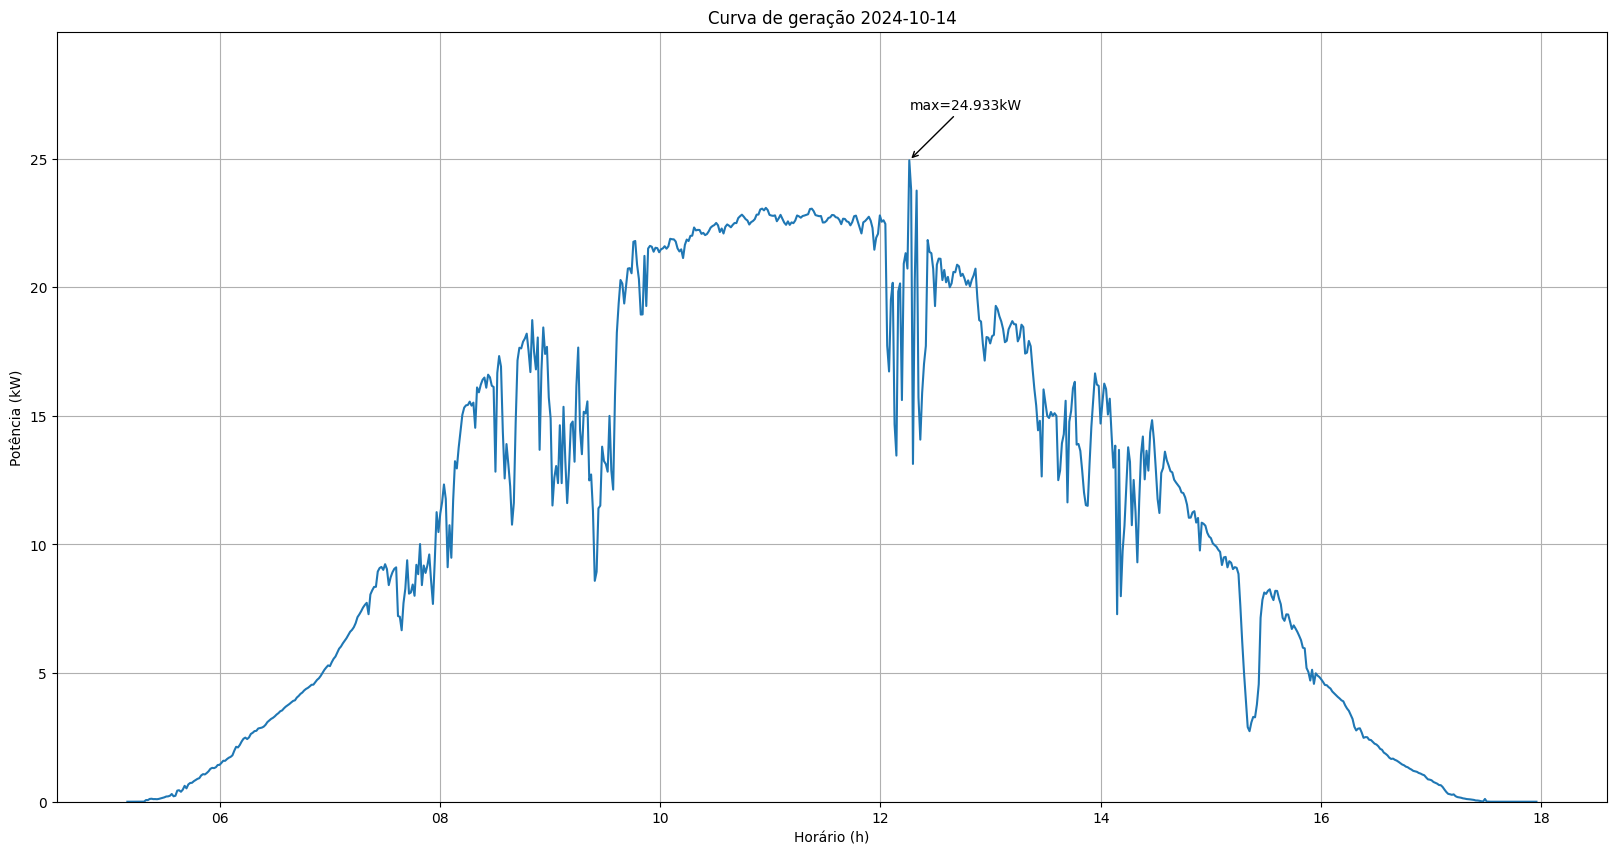 Curva de geração 2024-10-14
max=24.933kW
Potência (kW)
25
20
15
10
5
0
06 08 10 12 14 16 18
Horário (h)